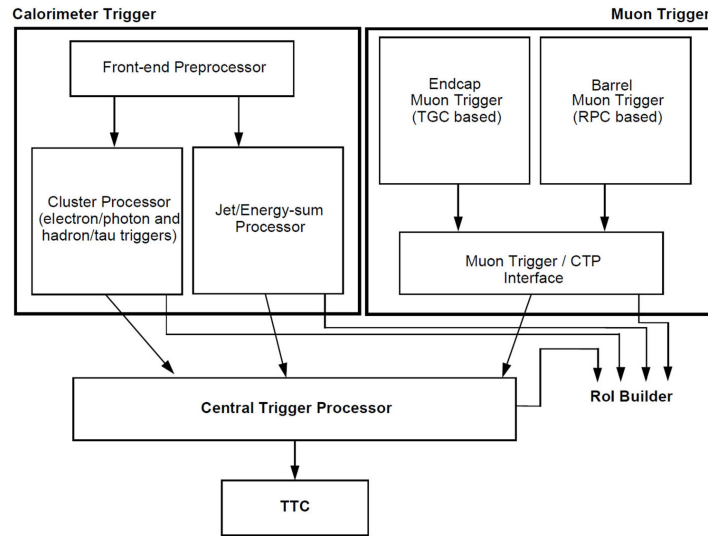 Calorimeter Trigger
Muon Trigger
Front-end Preprocessor
Endcap
Muon Trigger
(TGC based)
Barrel
Muon Trigger
(RPC based)
Cluster Processor
(electron/photon and
hadron/tau triggers)
Jet/Energy-sum
Processor
Muon Trigger / CTP
Interface
Central Trigger Processor
RoI Builder
TTC